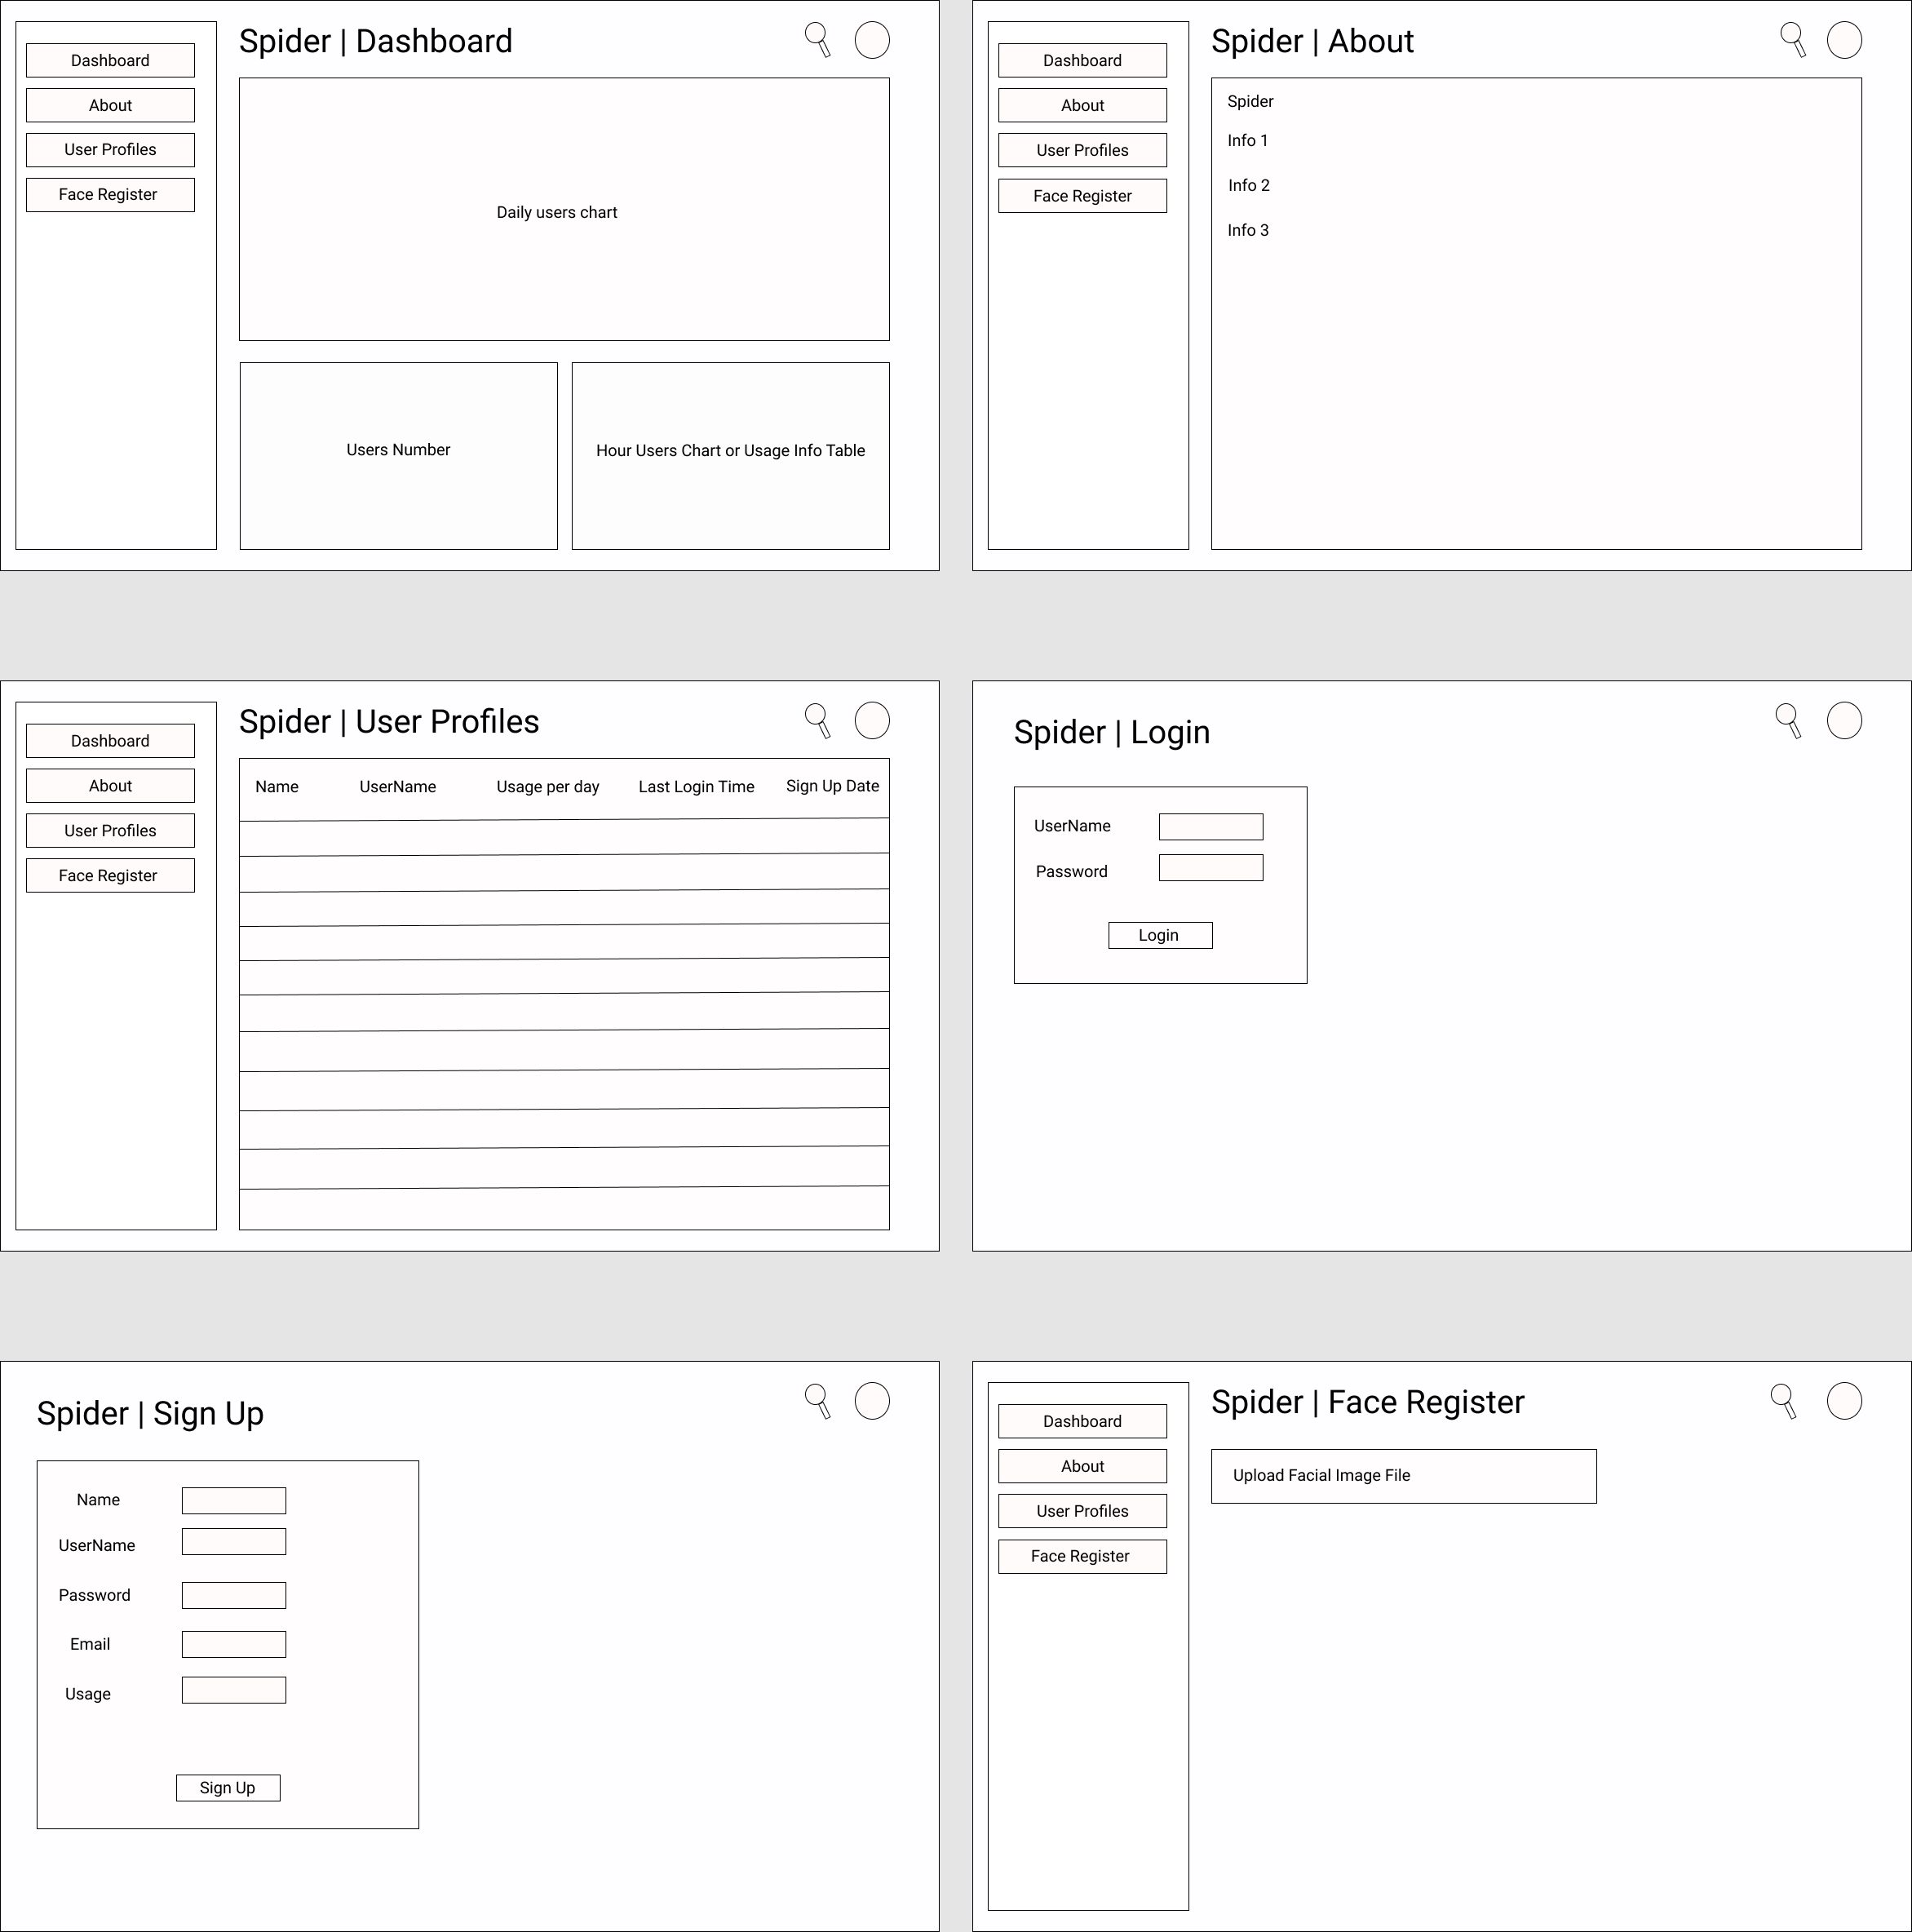 Spider | Dashboard
Dashboard
About
User Profiles
Face Register
Daily users chart
Users Number
Hour Users Chart or Usage Info Table
Spider | About
Dashboard
About
User Profiles
Face Register
Spider
Info 1
Info 2
Info 3
Spider | User Profiles
Dashboard
About
User Profiles
Face Register
Name UserName Usage per day Last Login Time Sign Up Date
Spider | Login
UserName
Password
Login
Spider | Sign Up
Name
UserName
Password
Email
Usage
Sign Up
Spider | Face Register
Dashboard
About
User Profiles
Face Register
Upload Facial Image File